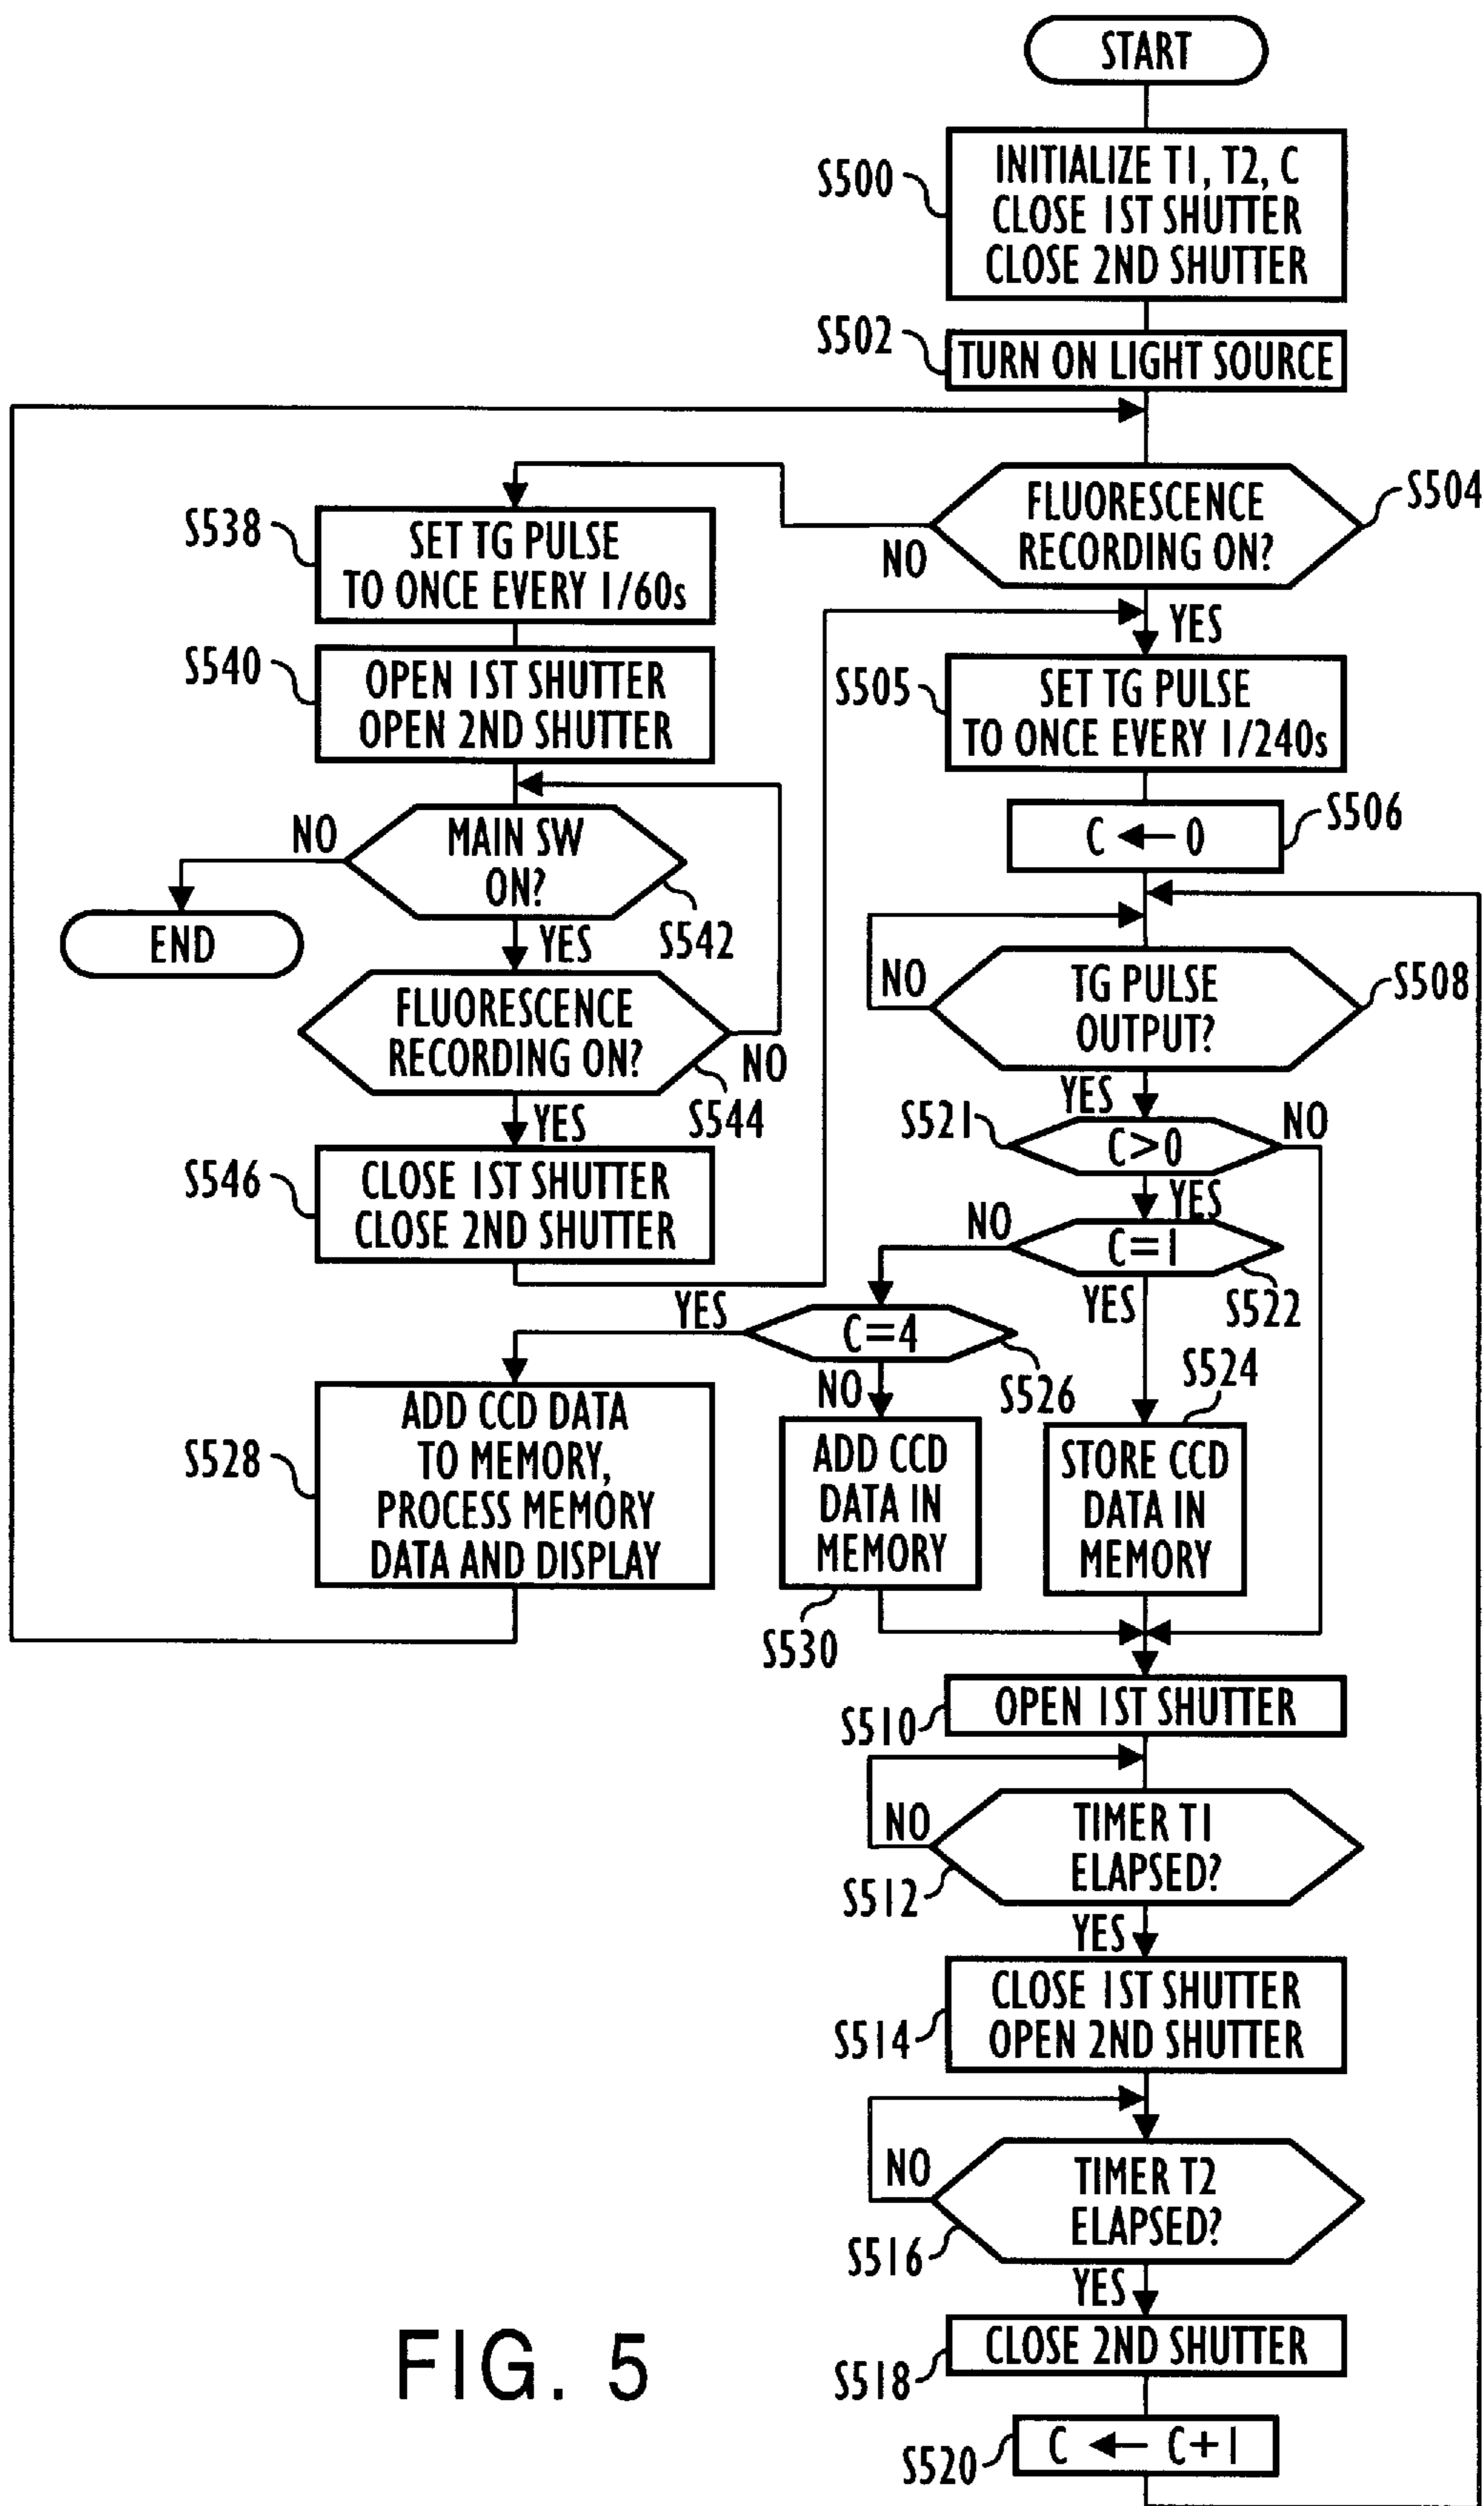 START
S500
INITIALIZE T1, T2, C
CLOSE 1ST SHUTTER
CLOSE 2ND SHUTTER
S502
TURN ON LIGHT SOURCE
S504
FLUORESCENCE
RECORDING ON?
NO
YES
S538
SET TG PULSE
TO ONCE EVERY 1/60s
S540
OPEN 1ST SHUTTER
OPEN 2ND SHUTTER
S505
SET TG PULSE
TO ONCE EVERY 1/240s
S506
C ← 0
NO
MAIN SW
ON?
S542
END
YES
FLUORESCENCE
RECORDING ON?
NO
S544
YES
S546
CLOSE 1ST SHUTTER
CLOSE 2ND SHUTTER
NO
TG PULSE
OUTPUT?
S508
YES
S521
C>0
NO
YES
NO
C=1
S522
YES
YES
C=4
S526
NO
S524
S528
ADD CCD DATA
TO MEMORY,
PROCESS MEMORY
DATA AND DISPLAY
ADD CCD
DATA IN
MEMORY
S530
STORE CCD
DATA IN
MEMORY
S510
OPEN 1ST SHUTTER
NO
TIMER T1
ELAPSED?
S512
YES
CLOSE 1ST SHUTTER
OPEN 2ND SHUTTER
S514
NO
TIMER T2
ELAPSED?
S516
YES
CLOSE 2ND SHUTTER
S518
C ← C+1
S520
FIG. 5